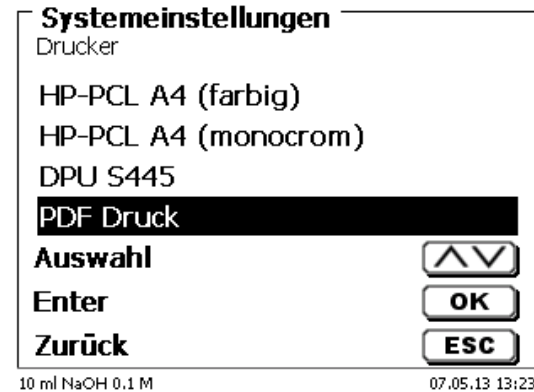 Systemeinstellungen
Drucker
HP-PCL A4 (farbig)
HP-PCL A4 (monocrom)
DPU S445
PDF Druck
Auswahl
Enter OK
Zurück ESC
10 ml NaOH 0.1 M 07.05.13 13:23